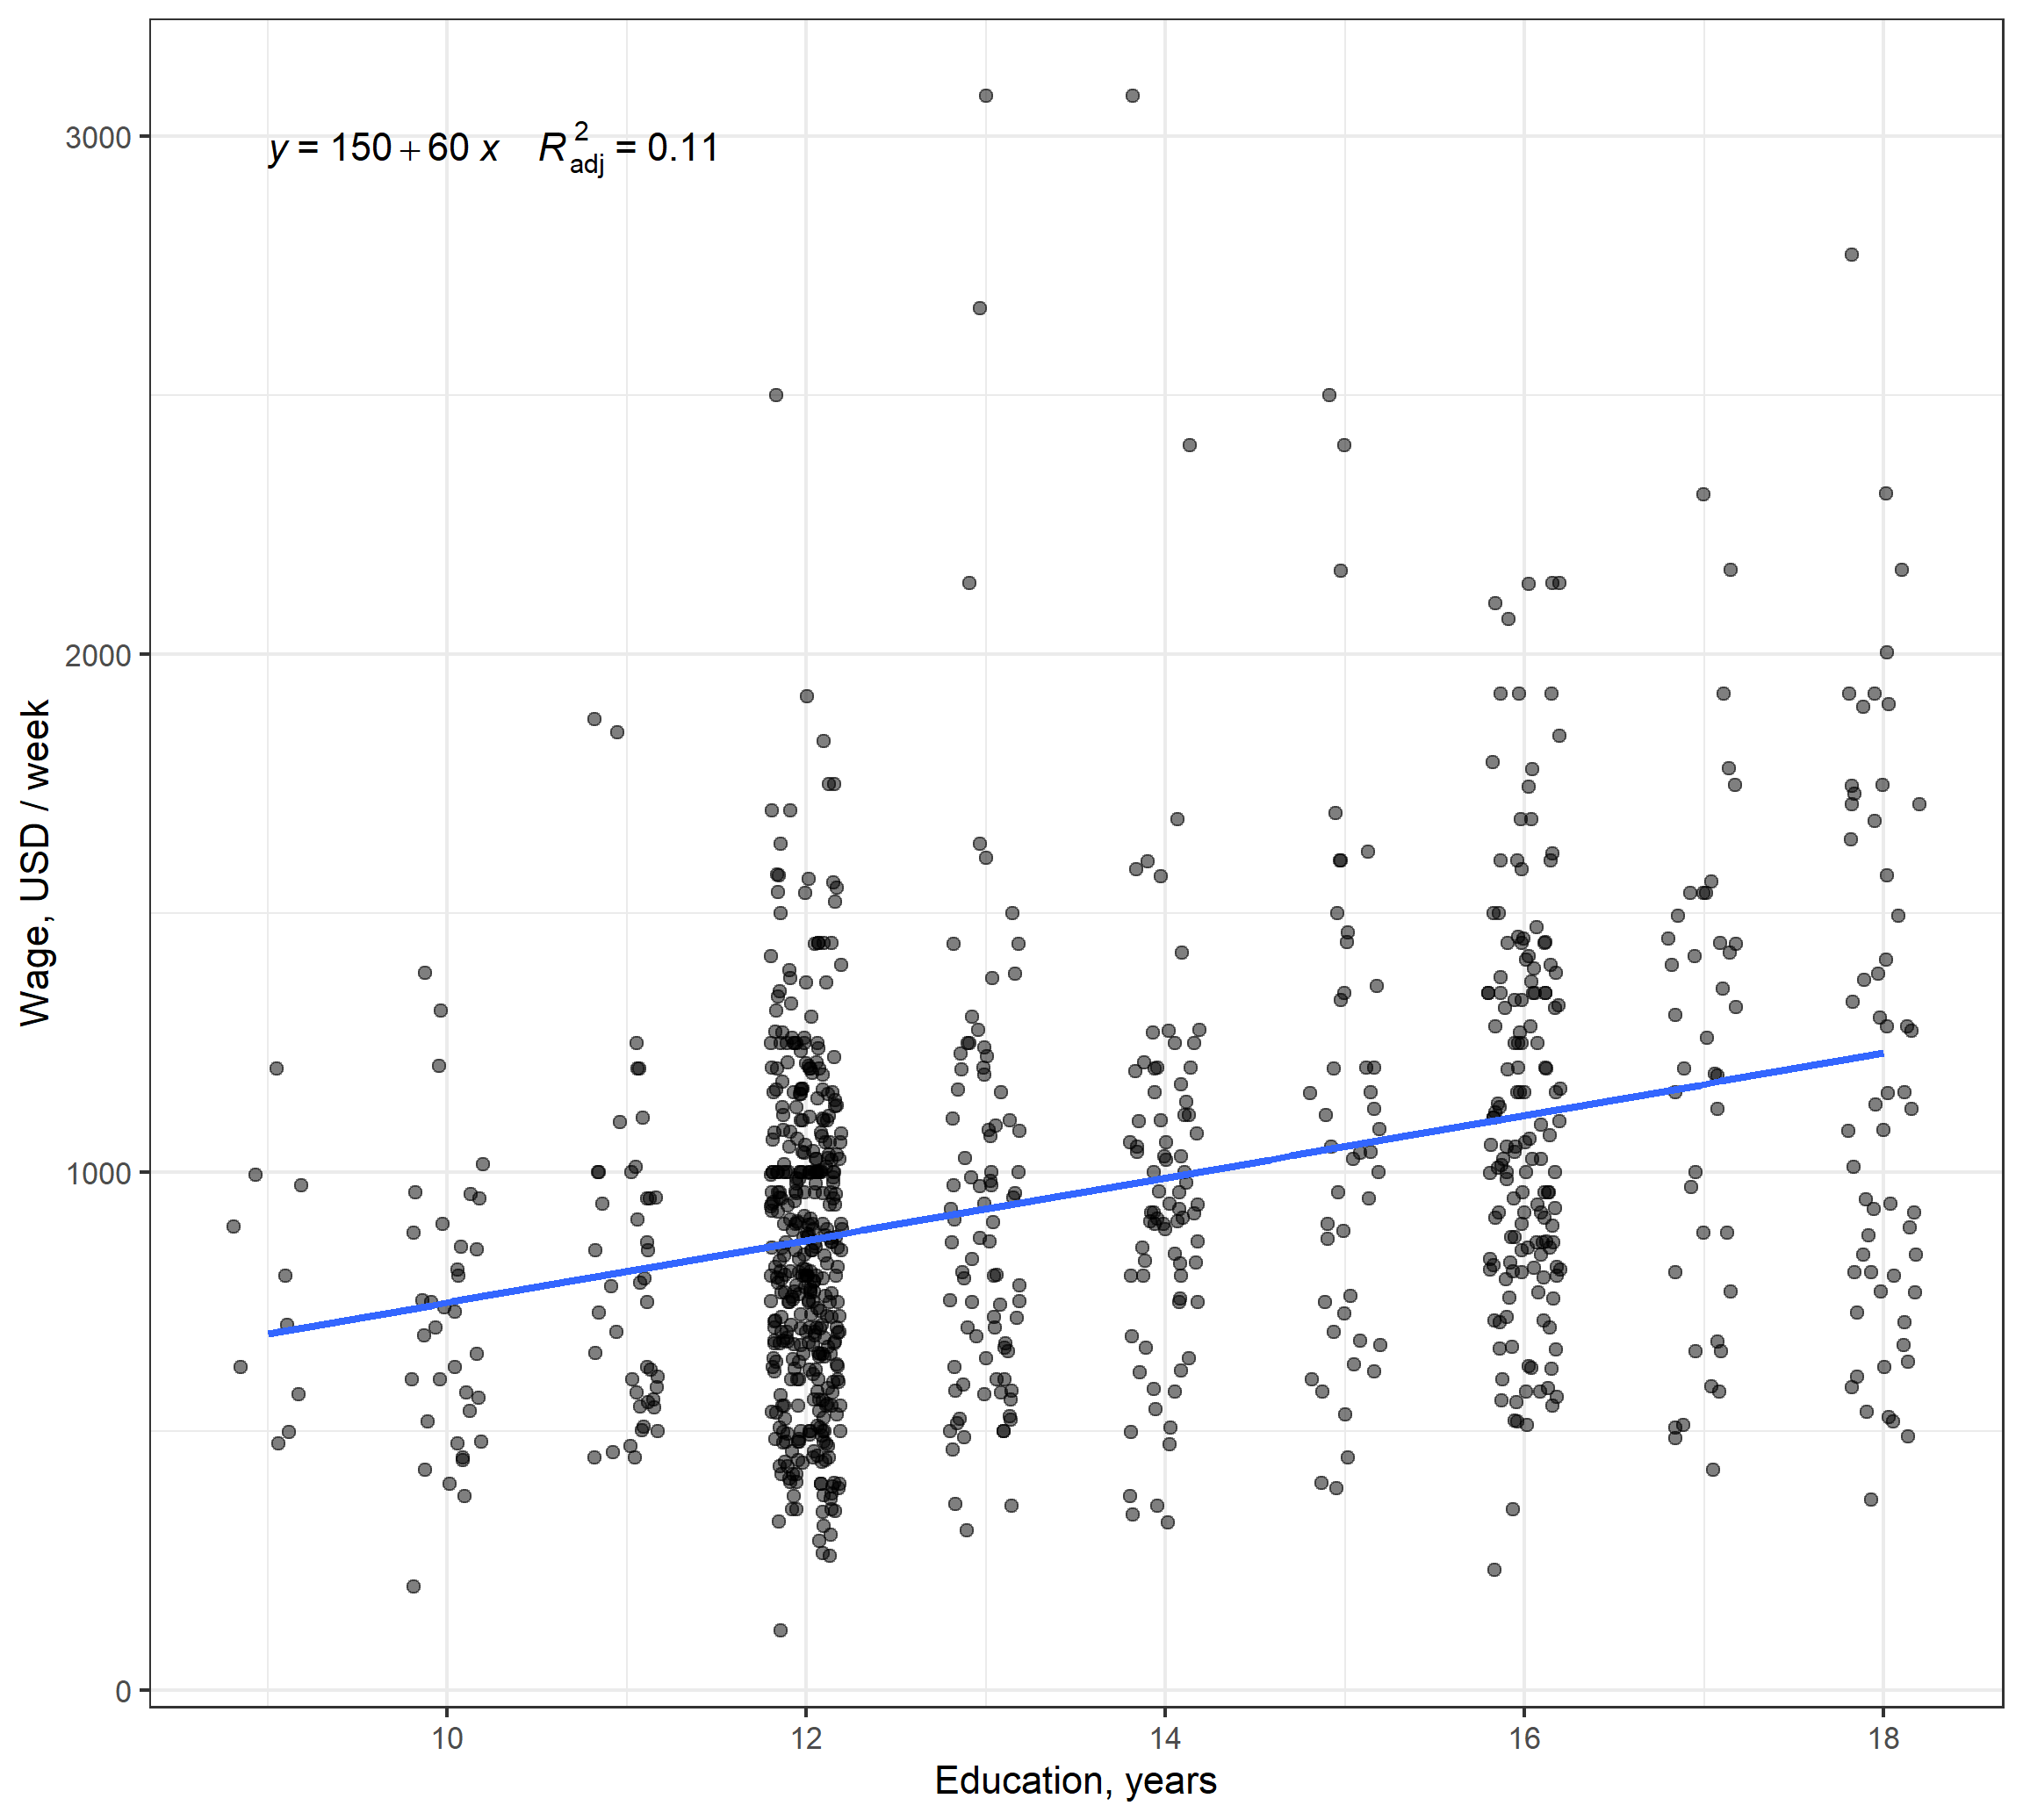 y = 150 + 60 x R²adj = 0.11
3000
2000
1000
0
Wage, USD / week
10 12 14 16 18
Education, years